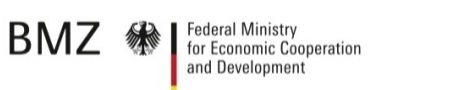 BMZ
Federal Ministry
for Economic Cooperation
and Development